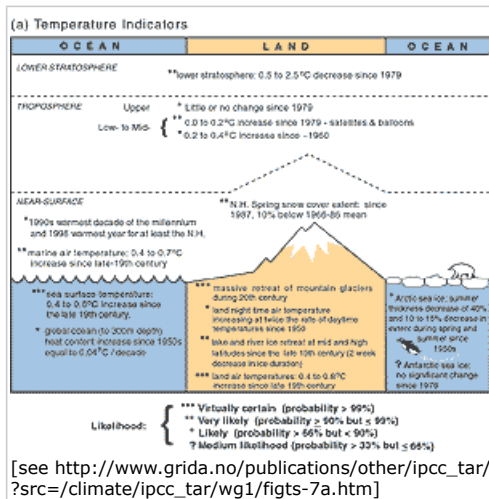 (a) Temperature Indicators
OCEAN LAND OCEAN
LOWER STRATOSPHERE
**lower stratosphere: 0.5 to 2.5°C decrease since 1979
TROPOSPHERE
Upper * Little or no change since 1979
Low- to Mid- { ** 0.0 to 0.2°C increase since 1979 - satellites & balloons
* 0.2 to 0.4°C increase since ~1960
NEAR-SURFACE
**N.H. Spring snow cover extent: since
1987, 10% below 1966-86 mean
*1990s warmest decade of the millennium
and 1998 warmest year for at least the N.H.
** marine air temperature: 0.4 to 0.7°C
increase since late-19th century
*** sea surface temperature:
0.4 to 0.8°C increase since
the late 19th century.
* global ocean (to 300m depth)
heat content increase since 1950s
equal to 0.04°C / decade
*** massive retreat of mountain glaciers
during 20th century
* land night time air temperature
increasing at twice the rate of daytime
temperatures since 1950
** lake and river ice retreat at mid and high
latitudes since the late 19th century (2 week
decrease in ice duration)
*** land air temperature: 0.4 to 0.8°C
increase since late 19th century
* Arctic sea ice: summer
thickness decrease of 40%
and 10 to 15% decrease in
extent during spring and
summer since
1950s
? Antarctic sea ice:
no significant change
since 1978
Likelihood: { *** Virtually certain (probability > 99%)
** Very likely (probability ≥ 90% but ≤ 99%)
* Likely (probability > 66% but < 90%)
? Medium likelihood (probability > 33% but ≤ 66%)
[see http://www.grida.no/publications/other/ipcc_tar/
?src=/climate/ipcc_tar/wg1/figts-7a.htm]